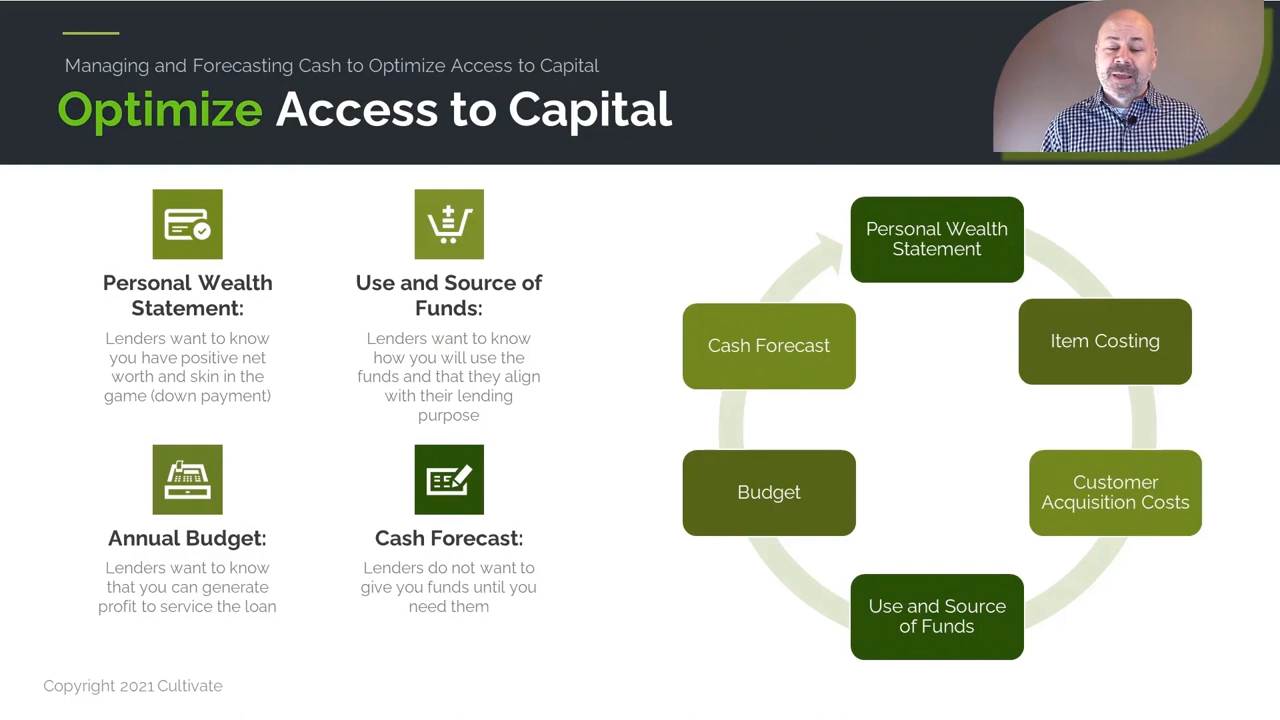 Managing and Forecasting Cash to Optimize Access to Capital
Optimize Access to Capital
Personal Wealth
Statement:
Lenders want to know
you have positive net
worth and skin in the
game (down payment)
Use and Source of
Funds:
Lenders want to know
how you will use the
funds and that they align
with their lending
purpose
Annual Budget:
Lenders want to know
that you can generate
profit to service the loan
Cash Forecast:
Lenders do not want to
give you funds until you
need them
Personal Wealth
Statement
Item Costing
Customer
Acquisition Costs
Use and Source
of Funds
Budget
Cash Forecast
Copyright 2021 Cultivate